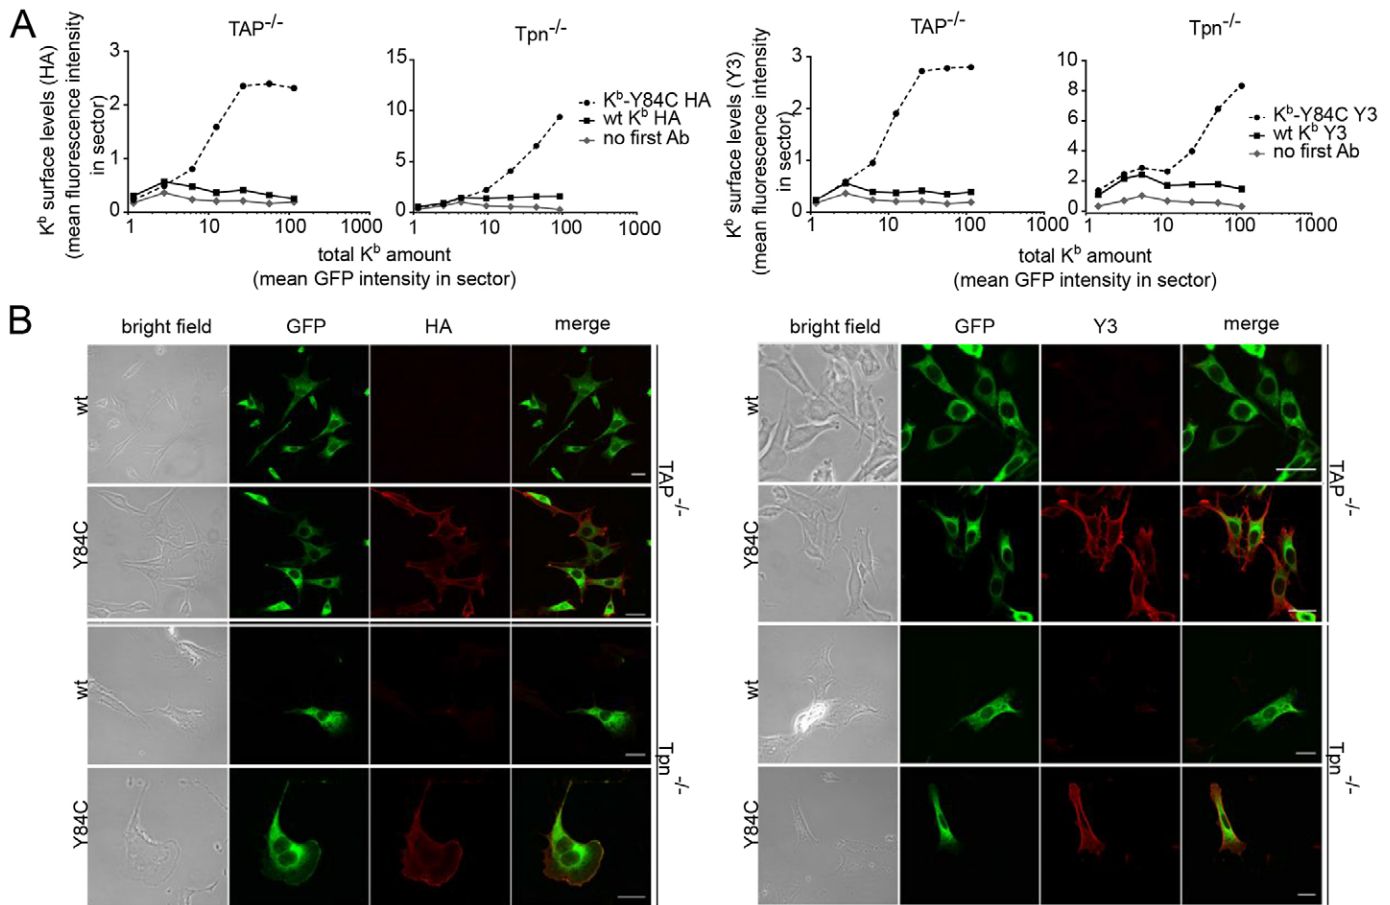 A
TAP-/-
Tpn-/-
Kb surface levels (HA)
(mean fluorescence intensity
in sector)
3
2
1
0
1
10
100
1000
15
10
5
0
1
10
100
1000
Kb-Y84C HA
wt Kb HA
no first Ab
total Kb amount
(mean GFP intensity in sector)
TAP-/-
Tpn-/-
Kb surface levels (Y3)
(mean fluorescence intensity
in sector)
3
2
1
0
1
10
100
1000
10
8
6
4
2
0
1
10
100
1000
Kb-Y84C Y3
wt Kb Y3
no first Ab
total Kb amount
(mean GFP intensity in sector)
B
bright field GFP HA merge
wt
Y84C
TAP-/-
wt
Y84C
Tpn-/-
bright field GFP Y3 merge
wt
Y84C
TAP-/-
wt
Y84C
Tpn-/-